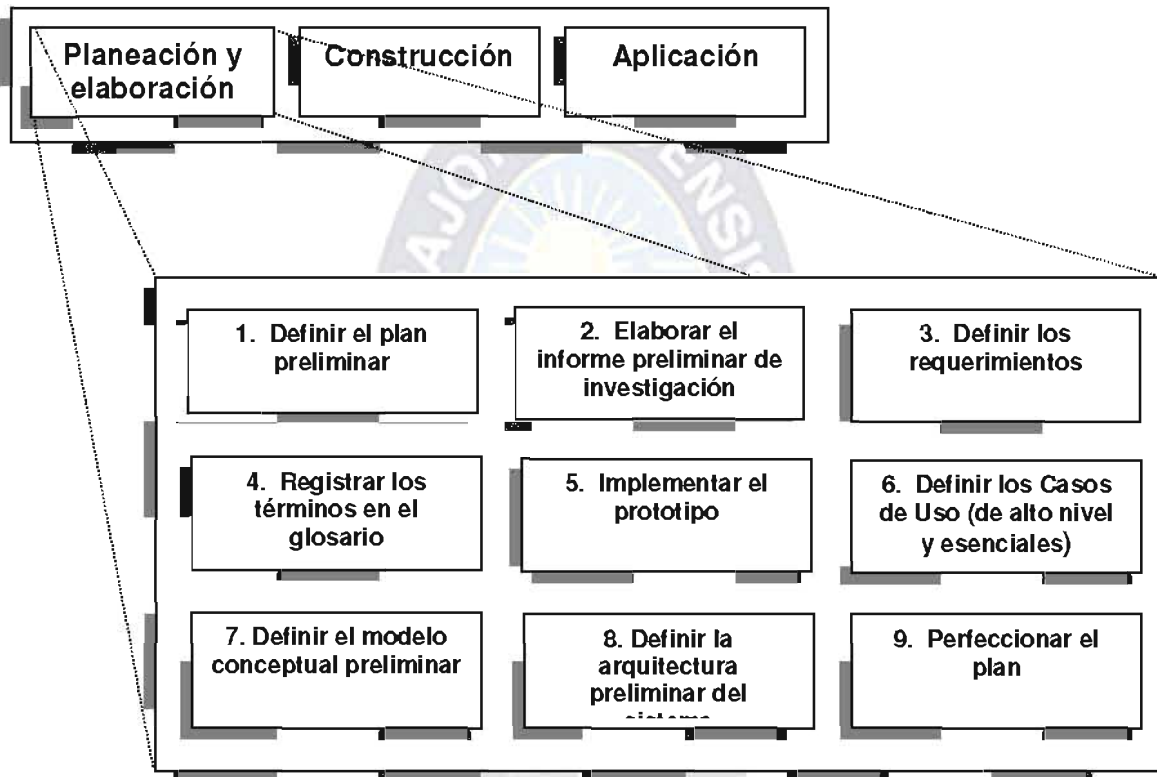 Planeación y
elaboración
Construcción
Aplicación
1. Definir el plan
preliminar
2. Elaborar el
informe preliminar de
investigación
3. Definir los
requerimientos
4. Registrar los
términos en el
glosario
5. Implementar el
prototipo
6. Definir los Casos
de Uso (de alto nivel
y esenciales)
7. Definir el modelo
conceptual preliminar
8. Definir la
arquitectura
preliminar del
9. Perfeccionar el
plan